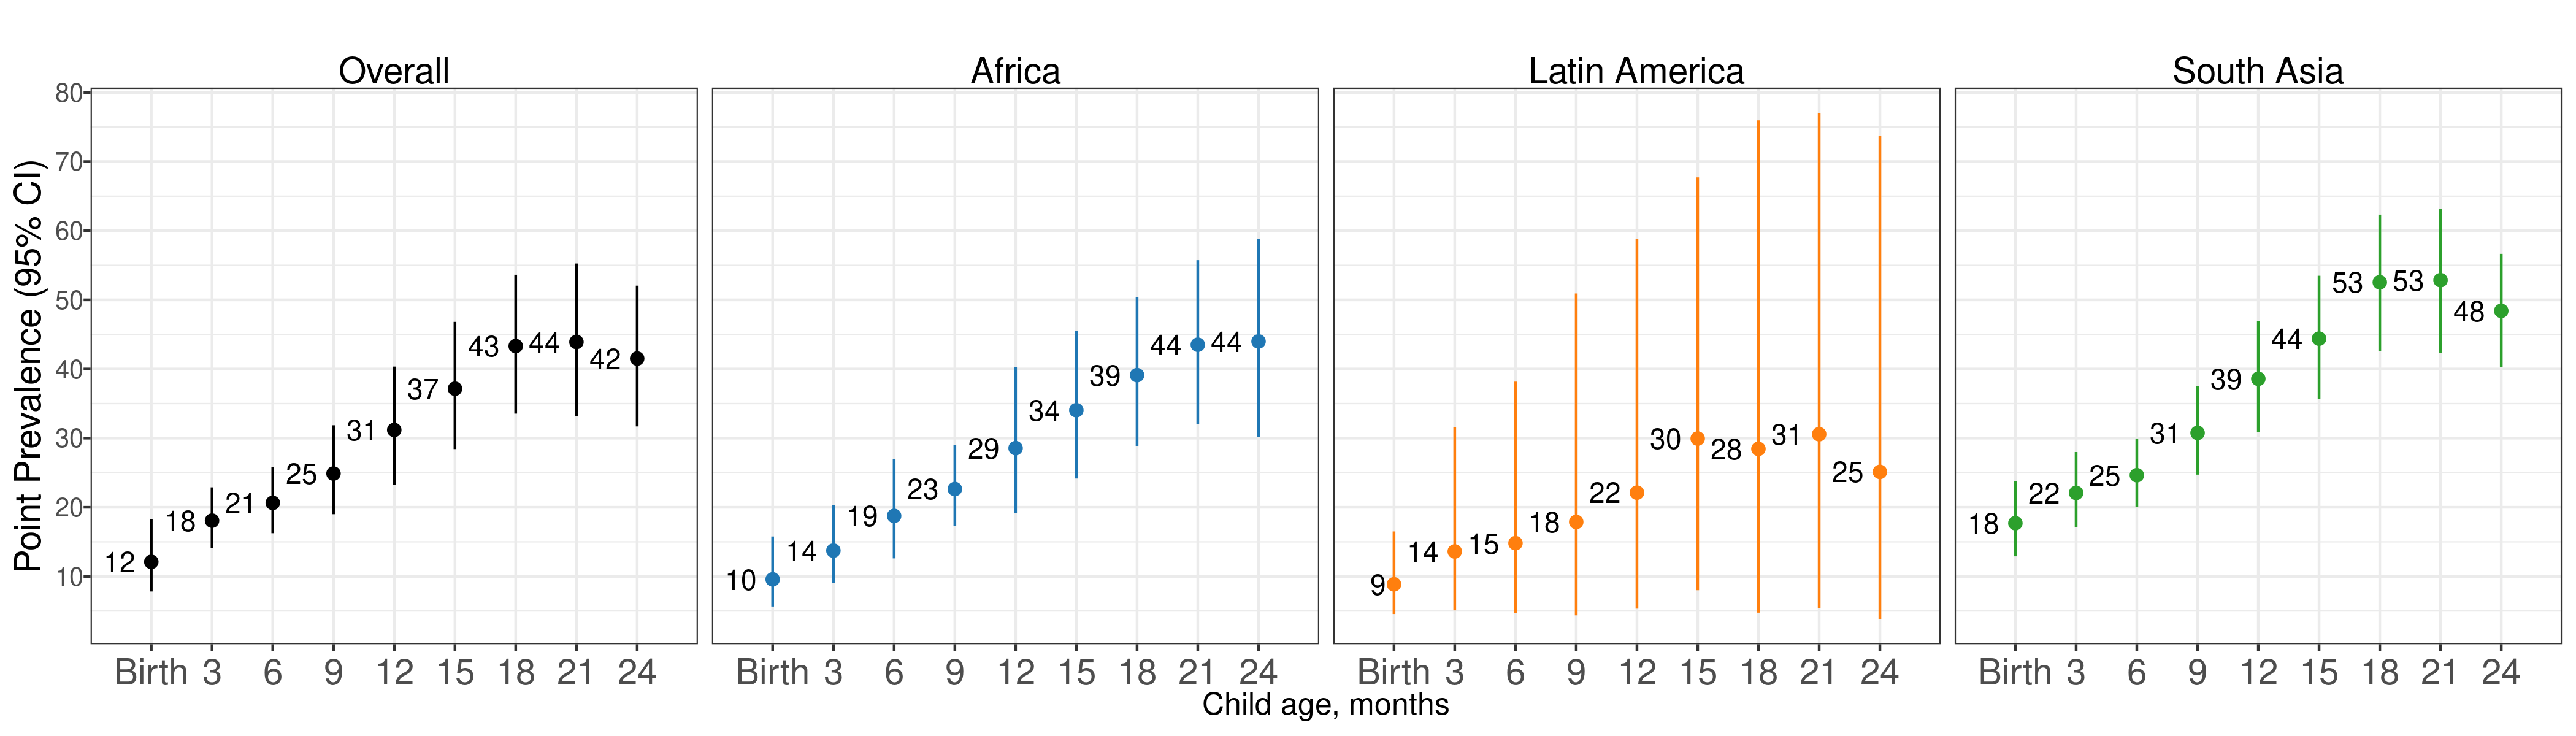 Overall Africa Latin America South Asia
Point Prevalence (95% CI)
80
70
60
50
40
30
20
10
12 18 21 25 31 37 43 44 42
10 14 19 23 29 34 39 44 44
9 14 15 18 22 30 28 31 25
18 22 25 31 39 44 53 53 48
Birth 3 6 9 12 15 18 21 24 Birth 3 6 9 12 15 18 21 24 Birth 3 6 9 12 15 18 21 24 Birth 3 6 9 12 15 18 21 24
Child age, months